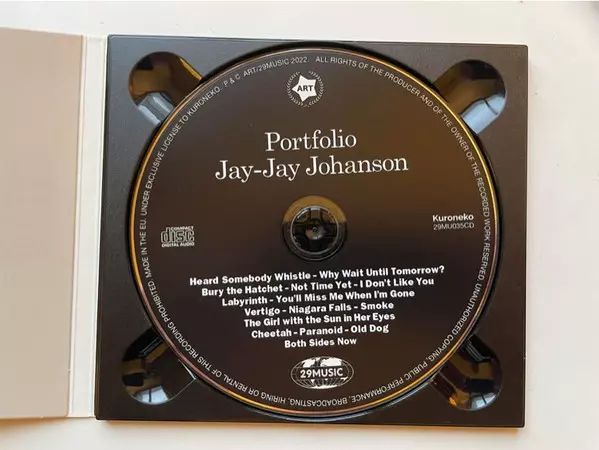 ART
Portfolio
Jay-Jay Johanson
Kuroneko
29MU035CD
COMPACT
disc
DIGITAL AUDIO
Heard Somebody Whistle - Why Wait Until Tomorrow?
Bury the Hatchet - Not Time Yet - I Don't Like You
Labyrinth - You'll Miss Me When I'm Gone
Vertigo - Niagara Falls - Smoke
The Girl with the Sun in Her Eyes
Cheetah - Paranoid - Old Dog
Both Sides Now
29MUSIC
MADE IN THE EU. UNDER EXCLUSIVE LICENSE TO KURONEKO. P & C ART/29MUSIC 2022 ALL RIGHTS OF THE PRODUCER AND OF THE OWNER OF THE RECORDED WORK RESERVED. UNAUTHORIZED COPYING, PUBLIC PERFORMANCE, BROADCASTING, HIRING OR RENTAL OF THIS RECORDING PROHIBITED